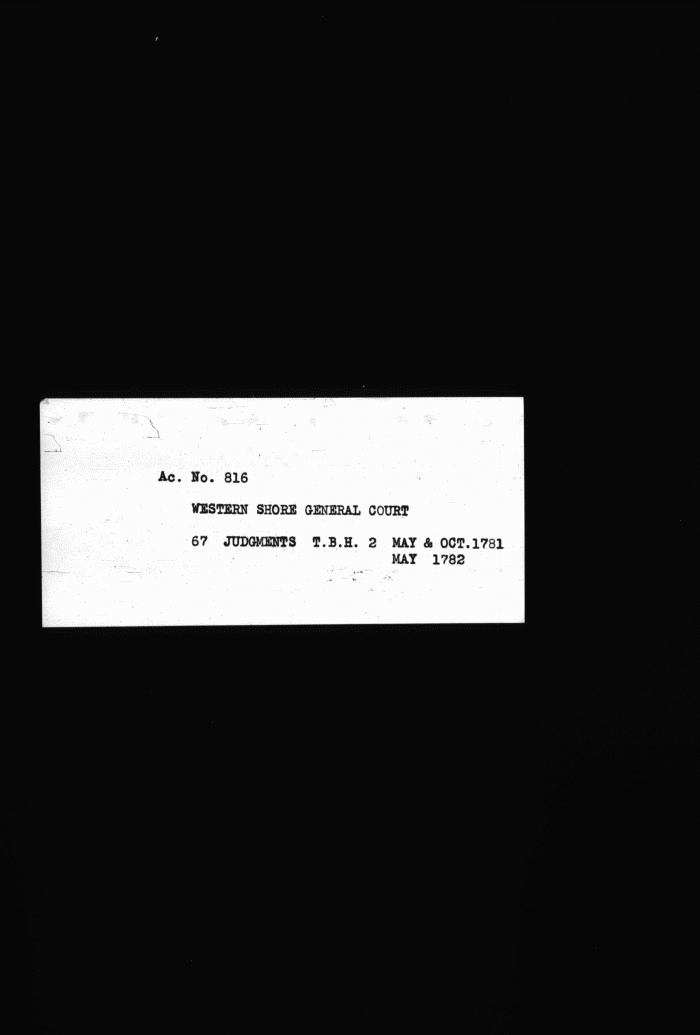 Ac. No. 816
WESTERN SHORE GENERAL COURT
67 JUDGMENTS T.B.H. 2 MAY & OCT.1781
MAY 1782